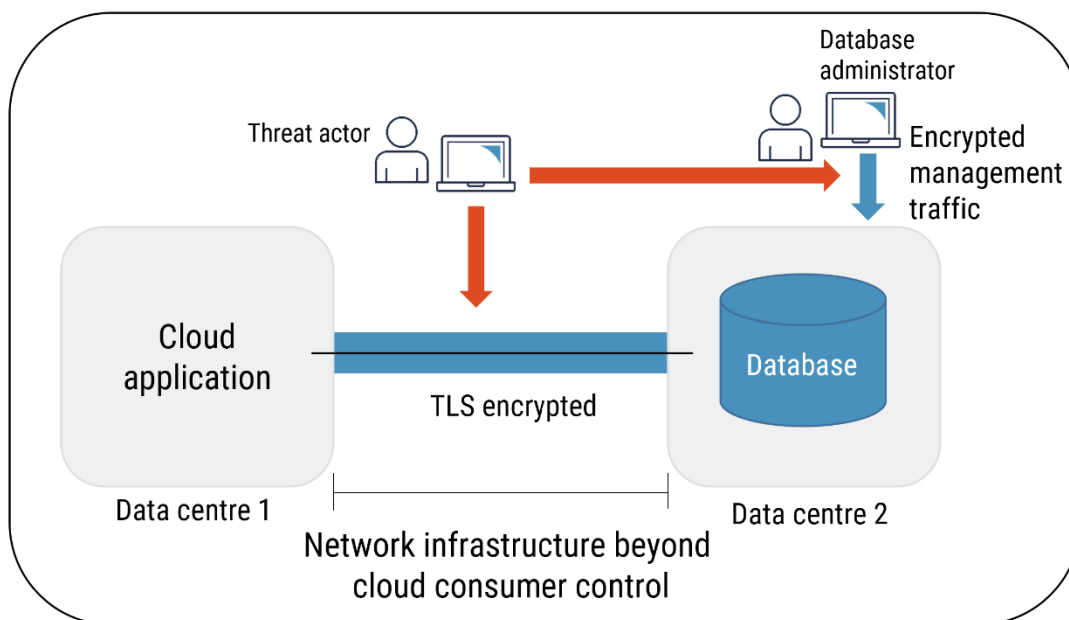 Database
administrator
Threat actor
Encrypted
management
traffic
Cloud
application
Database
TLS encrypted
Data centre 1
Data centre 2
Network infrastructure beyond
cloud consumer control